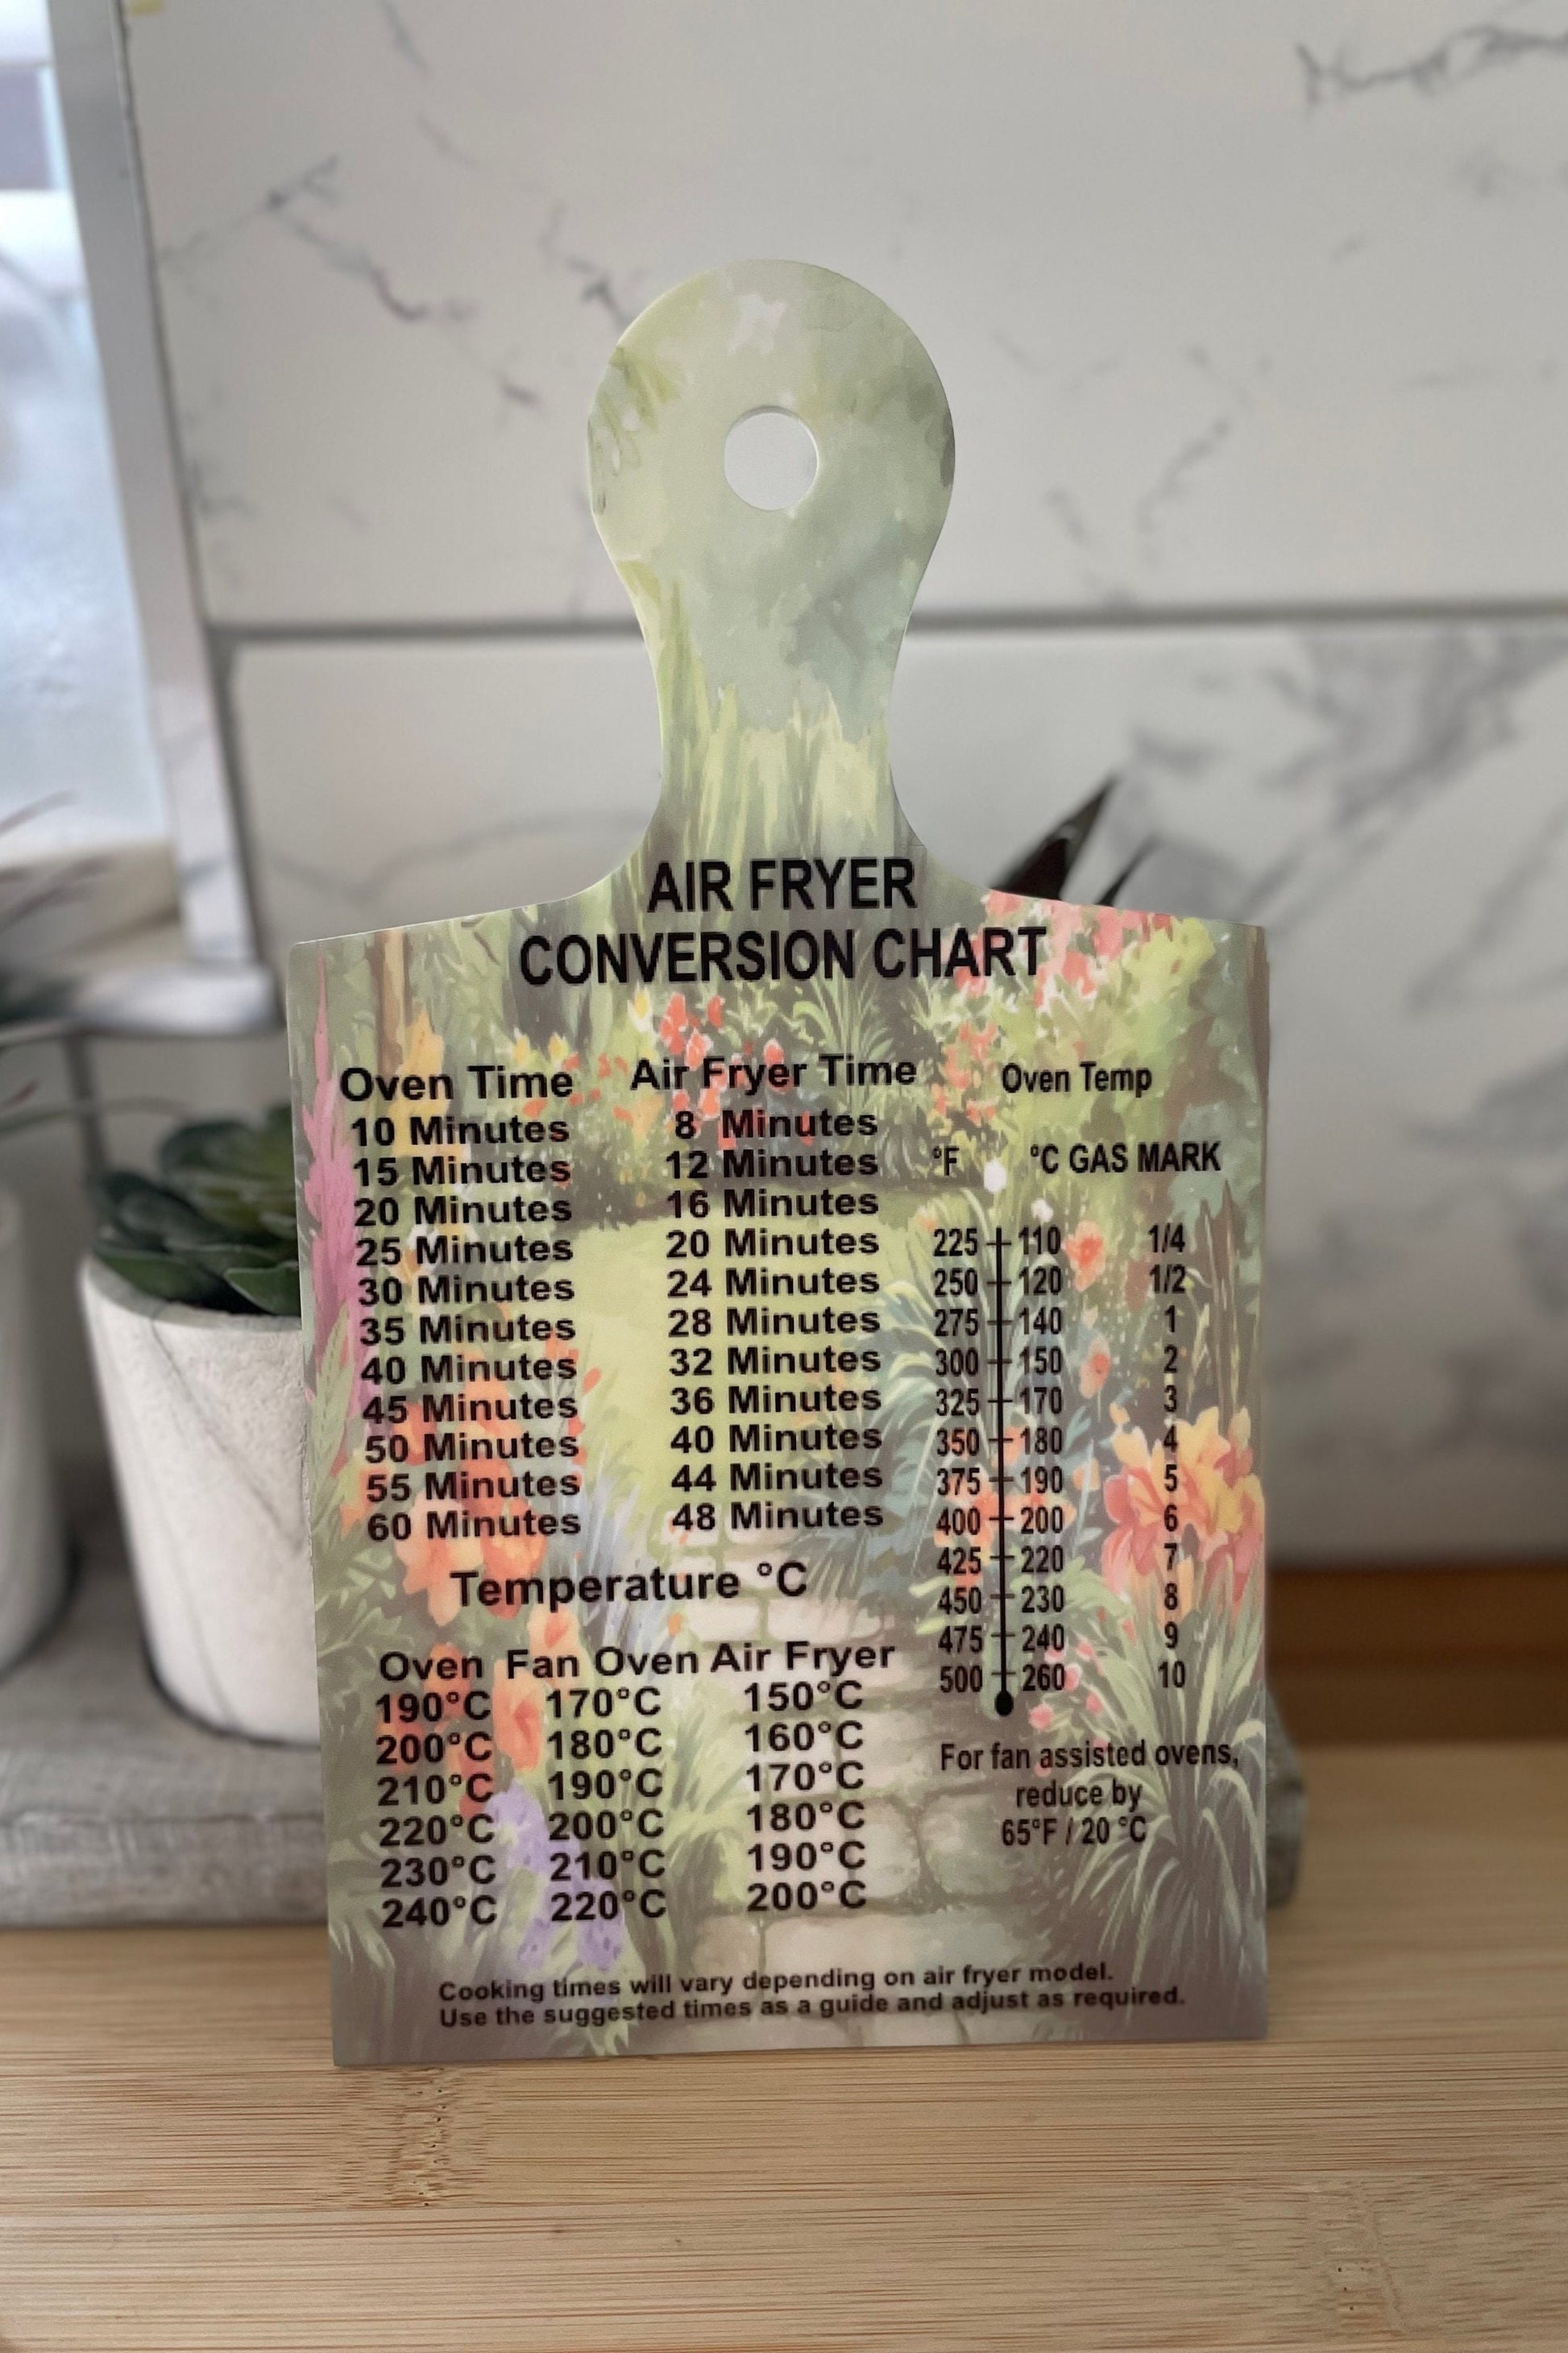 AIR FRYER
CONVERSION CHART
Oven Time Air Fryer Time
10 Minutes 8 Minutes
15 Minutes 12 Minutes
20 Minutes 16 Minutes
25 Minutes 20 Minutes
30 Minutes 24 Minutes
35 Minutes 28 Minutes
40 Minutes 32 Minutes
45 Minutes 36 Minutes
50 Minutes 40 Minutes
55 Minutes 44 Minutes
60 Minutes 48 Minutes
Temperature °C
Oven Fan Oven Air Fryer
190°C 170°C 150°C
200°C 180°C 160°C
210°C 190°C 170°C
220°C 200°C 180°C
230°C 210°C 190°C
240°C 220°C 200°C
Oven Temp
°F °C GAS MARK
225 110 1/4
250 120 1/2
275 140 1
300 150 2
325 170 3
350 180 4
375 190 5
400 200 6
425 220 7
450 230 8
475 240 9
500 260 10
For fan assisted ovens,
reduce by
65°F / 20 °C
Cooking times will vary depending on air fryer model.
Use the suggested times as a guide and adjust as required.